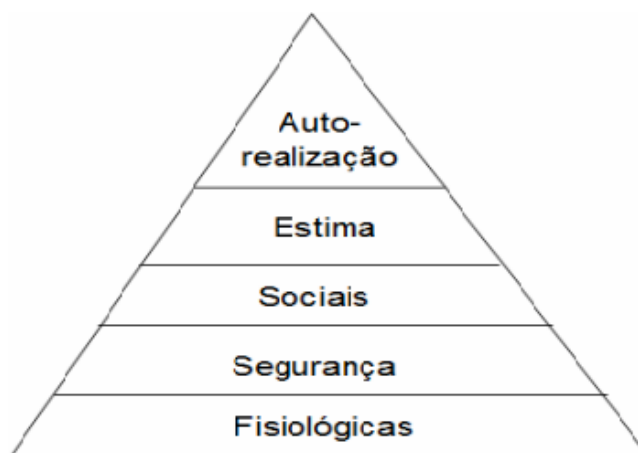 Auto-
realização
Estima
Sociais
Segurança
Fisiológicas